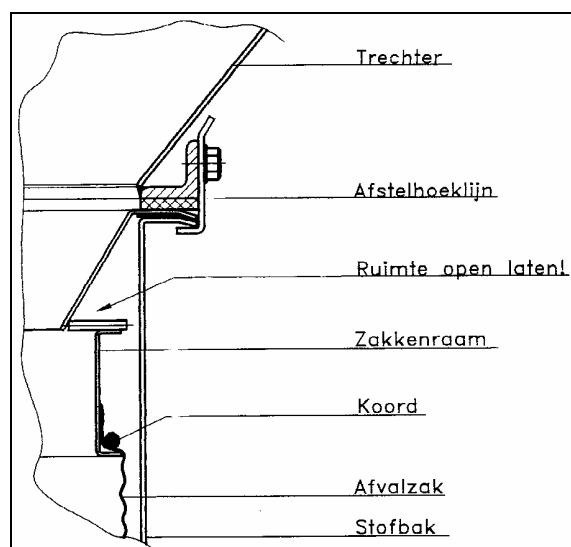 Trechter
Afstelhoeklijn
Ruimte open laten!
Zakkenraam
Koord
Afvalzak
Stofbak